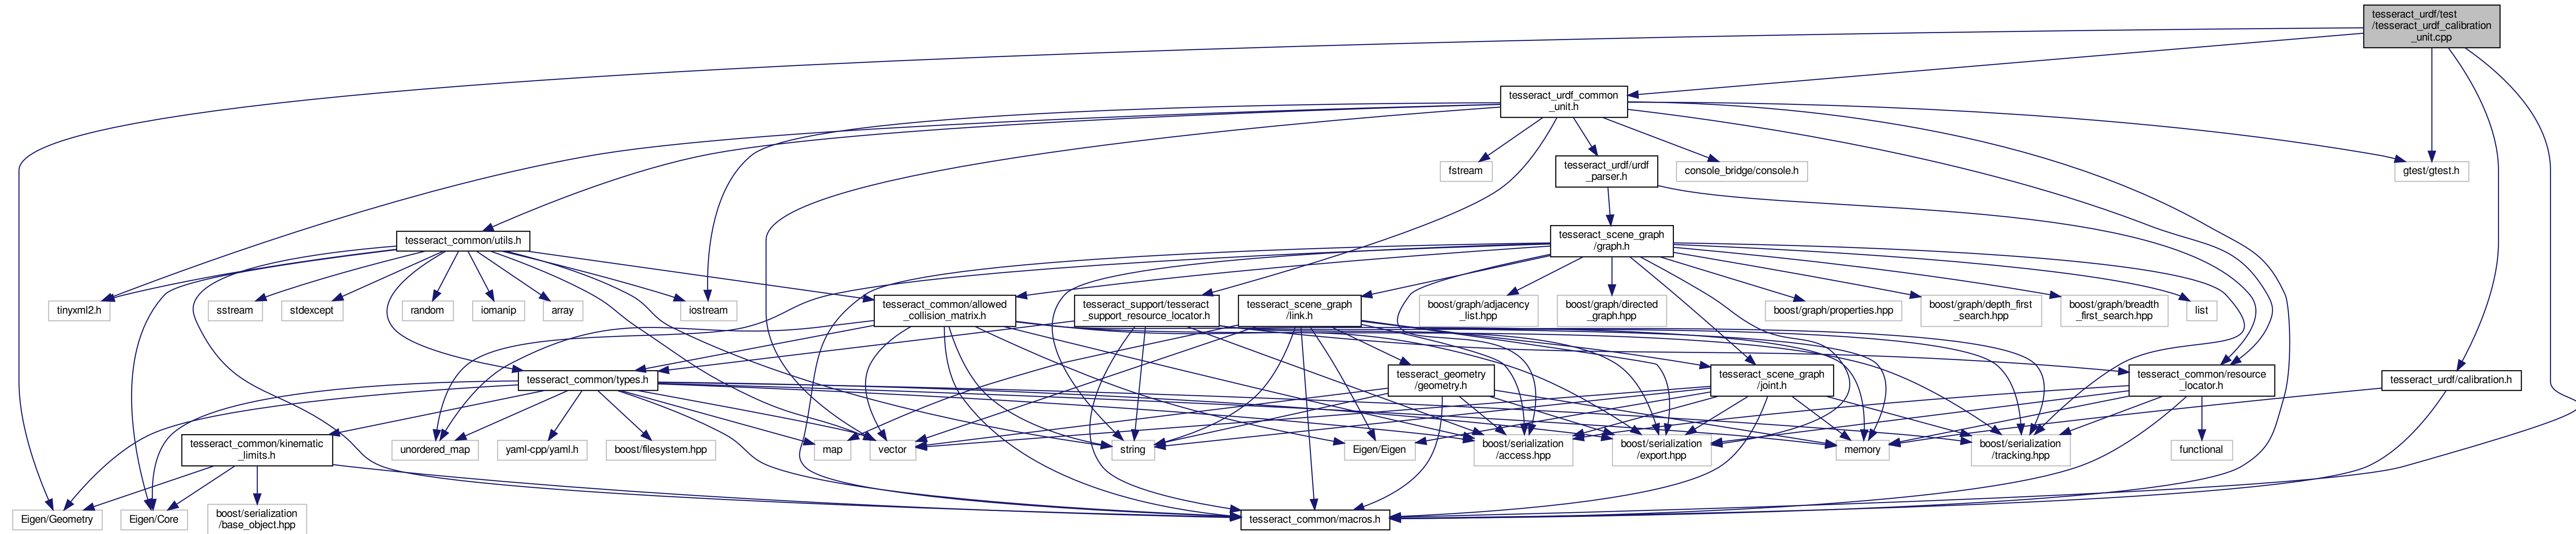 tesseract_urdf/test
/tesseract_urdf_calibration
_unit.cpp
tesseract_urdf_common
_unit.h
fstream
tesseract_urdf/urdf
_parser.h
console_bridge/console.h
gtest/gtest.h
tesseract_common/utils.h
tesseract_scene_graph
/graph.h
tinyxml2.h
sstream
stdexcept
random
iomanip
array
iostream
tesseract_common/allowed
_collision_matrix.h
tesseract_support/tesseract
_support_resource_locator.h
tesseract_scene_graph
/link.h
boost/graph/adjacency
_list.hpp
boost/graph/directed
_graph.hpp
boost/graph/properties.hpp
boost/graph/depth_first
_search.hpp
boost/graph/breadth
_first_search.hpp
list
tesseract_common/types.h
tesseract_geometry
/geometry.h
tesseract_scene_graph
/joint.h
tesseract_common/resource
_locator.h
tesseract_urdf/calibration.h
tesseract_common/kinematic
_limits.h
unordered_map
yaml-cpp/yaml.h
boost/filesystem.hpp
map
vector
string
Eigen/Eigen
boost/serialization
/access.hpp
boost/serialization
/export.hpp
memory
boost/serialization
/tracking.hpp
functional
Eigen/Geometry
Eigen/Core
boost/serialization
/base_object.hpp
tesseract_common/macros.h